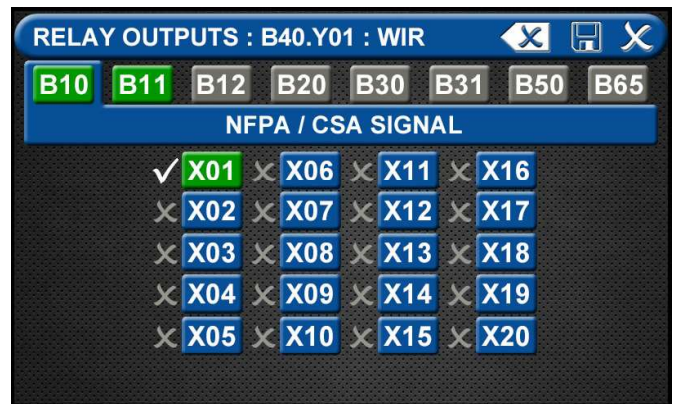 RELAY OUTPUTS : B40.Y01 : WIR
B10 B11 B12 B20 B30 B31 B50 B65
NFPA / CSA SIGNAL
X01 X06 X11 X16
X02 X07 X12 X17
X03 X08 X13 X18
X04 X09 X14 X19
X05 X10 X15 X20